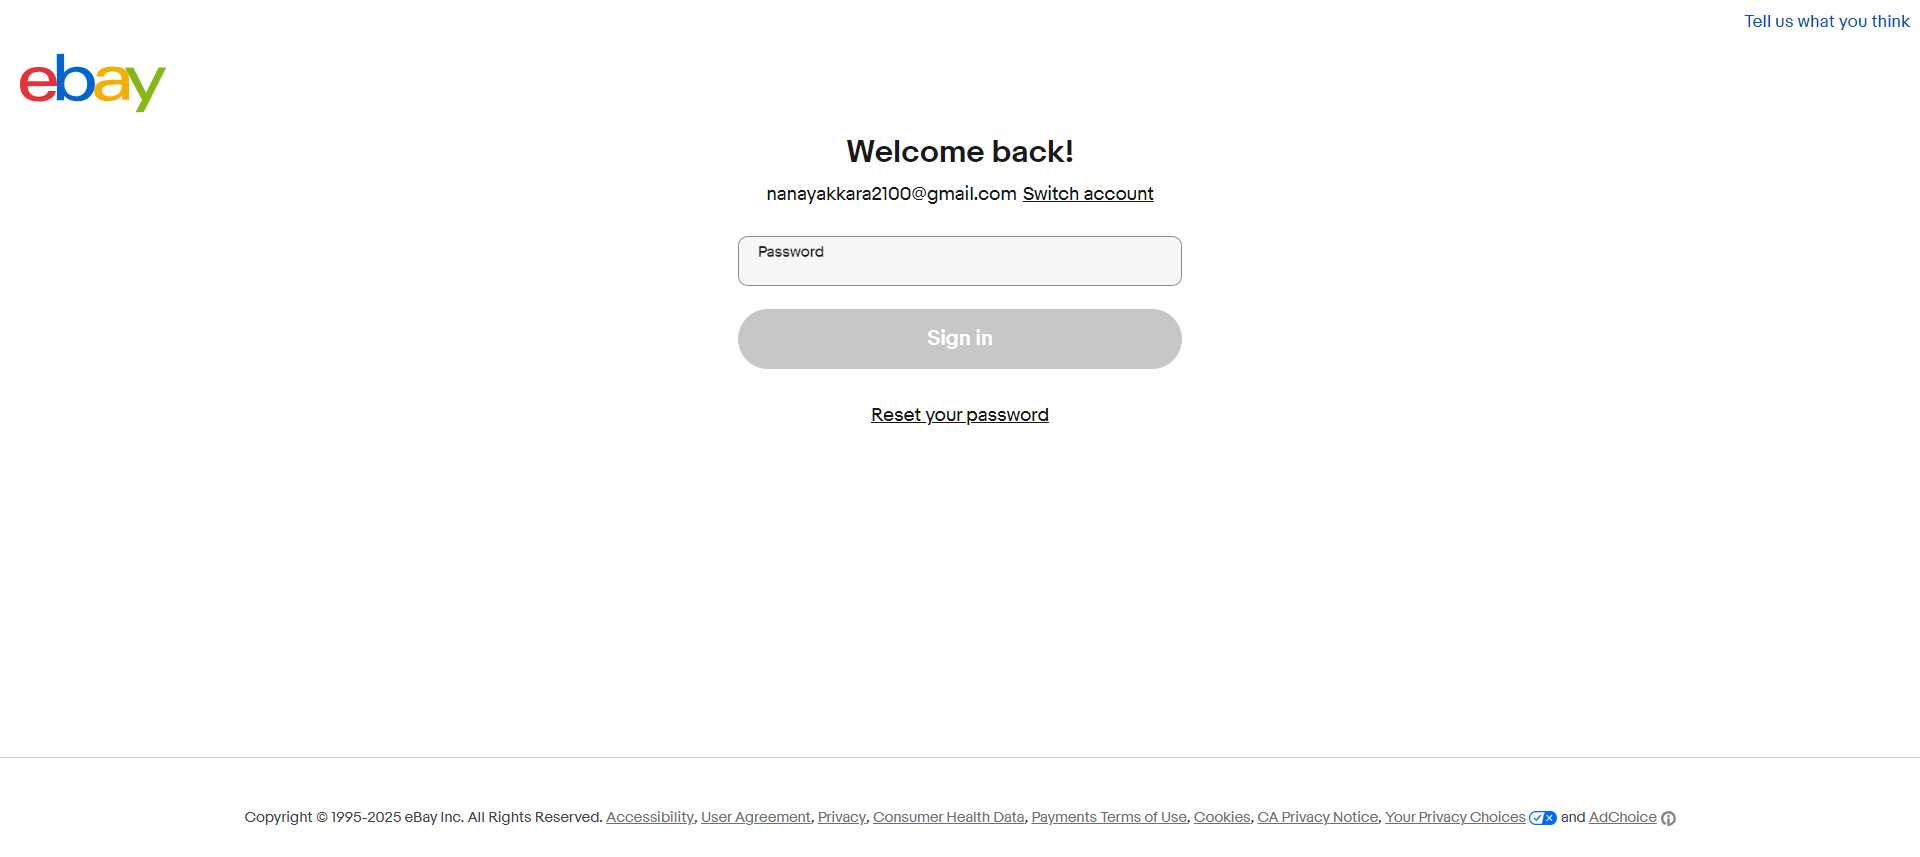 Tell us what you think
ebay
Welcome back!
nanayakkara2100@gmail.com Switch account
Password
Sign in
Reset your password
Copyright © 1995-2025 eBay Inc. All Rights Reserved. Accessibility, User Agreement, Privacy, Consumer Health Data, Payments Terms of Use, Cookies, CA Privacy Notice, Your Privacy Choices and AdChoice